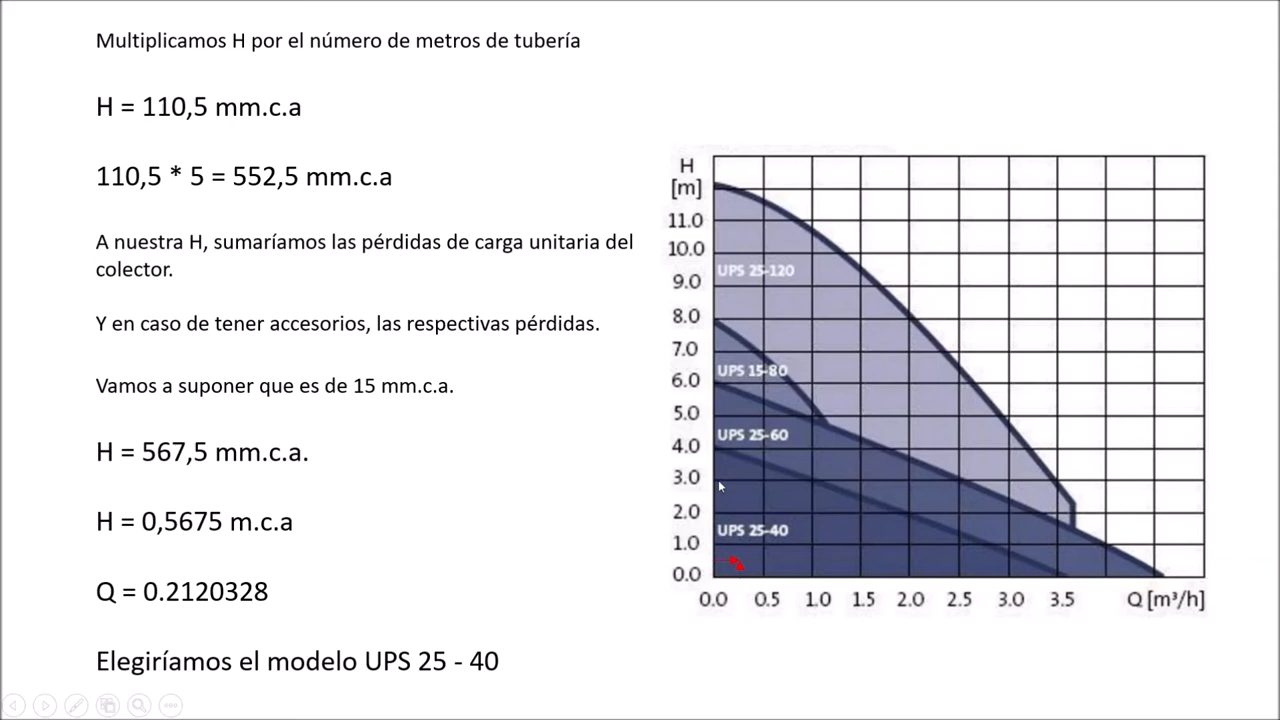 Multiplicamos H por el número de metros de tubería
H = 110,5 mm.c.a
110,5 * 5 = 552,5 mm.c.a
A nuestra H, sumaríamos las pérdidas de carga unitaria del
colector.
Y en caso de tener accesorios, las respectivas pérdidas.
Vamos a suponer que es de 15 mm.c.a.
H = 567,5 mm.c.a.
H = 0,5675 m.c.a
Q = 0.2120328
Elegiríamos el modelo UPS 25 - 40
H
[m]
11.0
10.0
9.0
8.0
7.0
6.0
5.0
4.0
3.0
2.0
1.0
0.0
UPS 25-120
UPS 15-80
UPS 25-60
UPS 25-40
0.0 0.5 1.0 1.5 2.0 2.5 3.0 3.5 Q [m³/h]